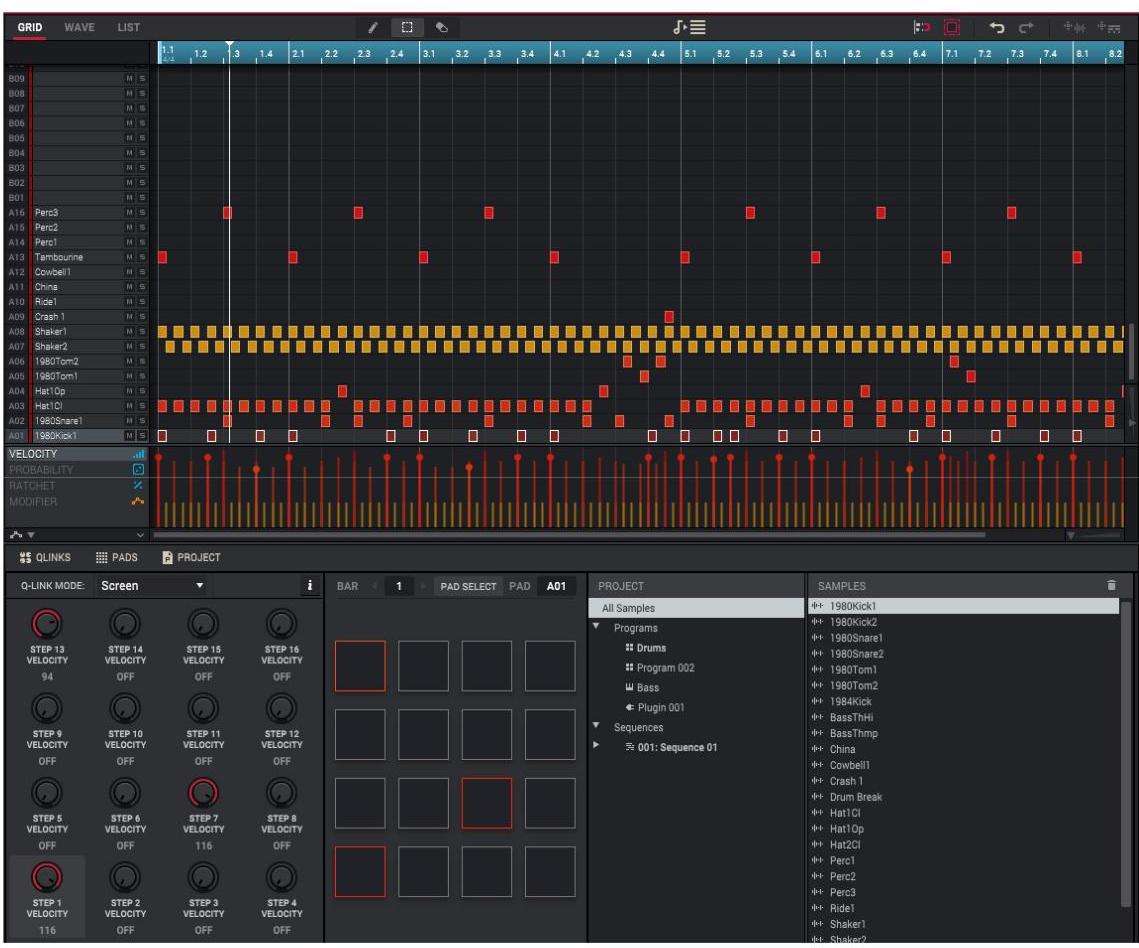 GRID WAVE LIST
1.1 1.2 1.3 1.4 2.1 2.2 2.3 2.4 3.1 3.2 3.3 3.4 4.1 4.2 4.3 4.4 5.1 5.2 5.3 5.4 6.1 6.2 6.3 6.4 7.1 7.2 7.3 7.4 8.1 8.2
4/4
B09 M S
B08 M S
B07 M S
B06 M S
B05 M S
B04 M S
B03 M S
B02 M S
B01 M S
A16 Perc3 M S
A15 Perc2 M S
A14 Perc1 M S
A13 Tambourine M S
A12 Cowbell1 M S
A11 China M S
A10 Ride1 M S
A09 Crash 1 M S
A08 Shaker1 M S
A07 Shaker2 M S
A06 1980Tom2 M S
A05 1980Tom1 M S
A04 Hat1Op M S
A03 Hat1Cl M S
A02 1980Snare1 M S
A01 1980Kick1 M S
VELOCITY
PROBABILITY
RATCHET
MODIFIER
QLINKS PADS PROJECT
Q-LINK MODE: Screen i
STEP 13 STEP 14 STEP 15 STEP 16
VELOCITY VELOCITY VELOCITY VELOCITY
94 OFF OFF OFF
STEP 9 STEP 10 STEP 11 STEP 12
VELOCITY VELOCITY VELOCITY VELOCITY
OFF OFF OFF OFF
STEP 5 STEP 6 STEP 7 STEP 8
VELOCITY VELOCITY VELOCITY VELOCITY
OFF OFF 116 OFF
STEP 1 STEP 2 STEP 3 STEP 4
VELOCITY VELOCITY VELOCITY VELOCITY
116 OFF OFF OFF
BAR 1 PAD SELECT PAD A01
PROJECT
All Samples
Programs
Drums
Program 002
Bass
Plugin 001
Sequences
001: Sequence 01
SAMPLES
1980Kick1
1980Kick2
1980Snare1
1980Snare2
1980Tom1
1980Tom2
1984Kick
BassThHi
BassThmp
China
Cowbell1
Crash 1
Drum Break
Hat1Cl
Hat1Op
Hat2Cl
Perc1
Perc2
Perc3
Ride1
Shaker1
Shaker2